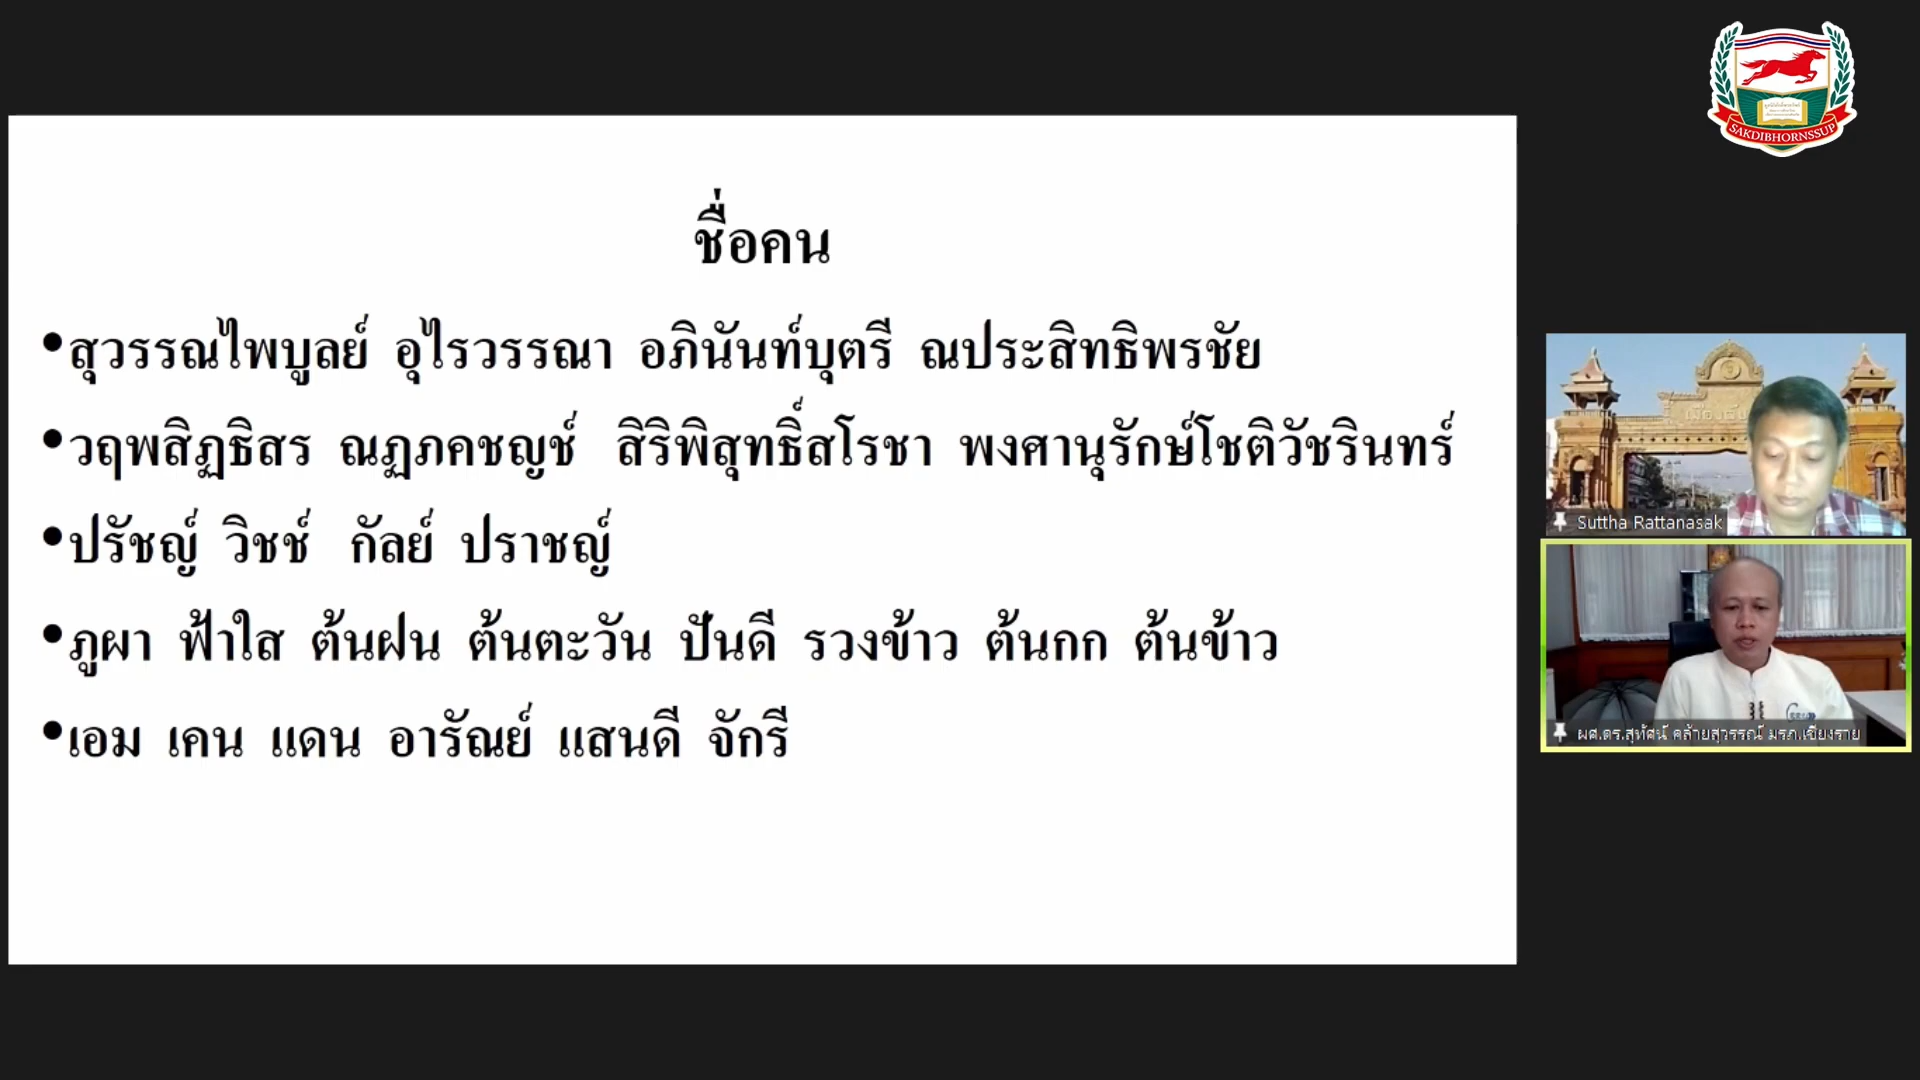 ชื่อคน
•สุวรรณไพบูลย์ อุไรวรรณา อภินันท์บุตรี ณประสิทธิพรชัย
•วฤพสิฏธิสร ณฏภคชญช์ สิริพิสุทธิ์สโรชา พงศานุรักษ์โชติวัชรินทร์
•ปรัชญ์ วิชช์ กัลย์ ปราชญ์
•ภูผา ฟ้าใส ต้นฝน ต้นตะวัน ปันดี รวงข้าว ต้นกก ต้นข้าว
•เอม เคน แดน อารัณย์ แสนดี จักรี
SAKDIBHORNSSUP
Suttha Rattanasak
ผศ.ดร.สุทัศน์ คล้ายสุวรรณ์ มรภ.เชียงราย